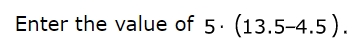 Enter the value of 5· (13.5–4.5).